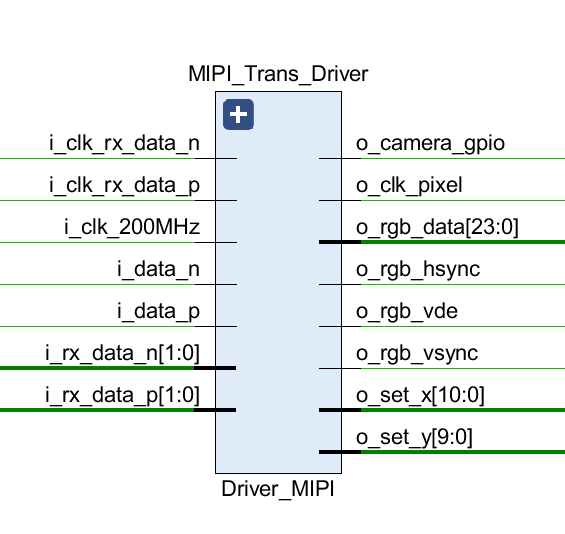 MIPI_Trans_Driver
i_clk_rx_data_n
i_clk_rx_data_p
i_clk_200MHz
i_data_n
i_data_p
i_rx_data_n[1:0]
i_rx_data_p[1:0]
o_camera_gpio
o_clk_pixel
o_rgb_data[23:0]
o_rgb_hsync
o_rgb_vde
o_rgb_vsync
o_set_x[10:0]
o_set_y[9:0]
Driver_MIPI